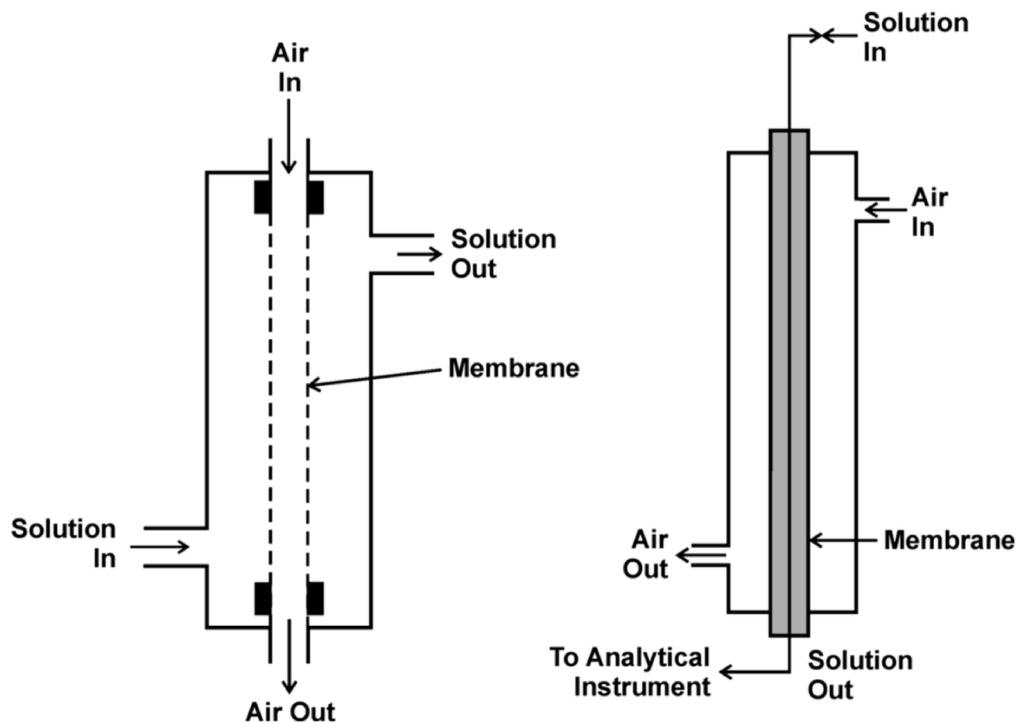 Air
In
Solution
Out
Membrane
Solution
In
Air Out
Solution
In
Air
In
Air
Out
Membrane
To Analytical
Instrument
Solution
Out